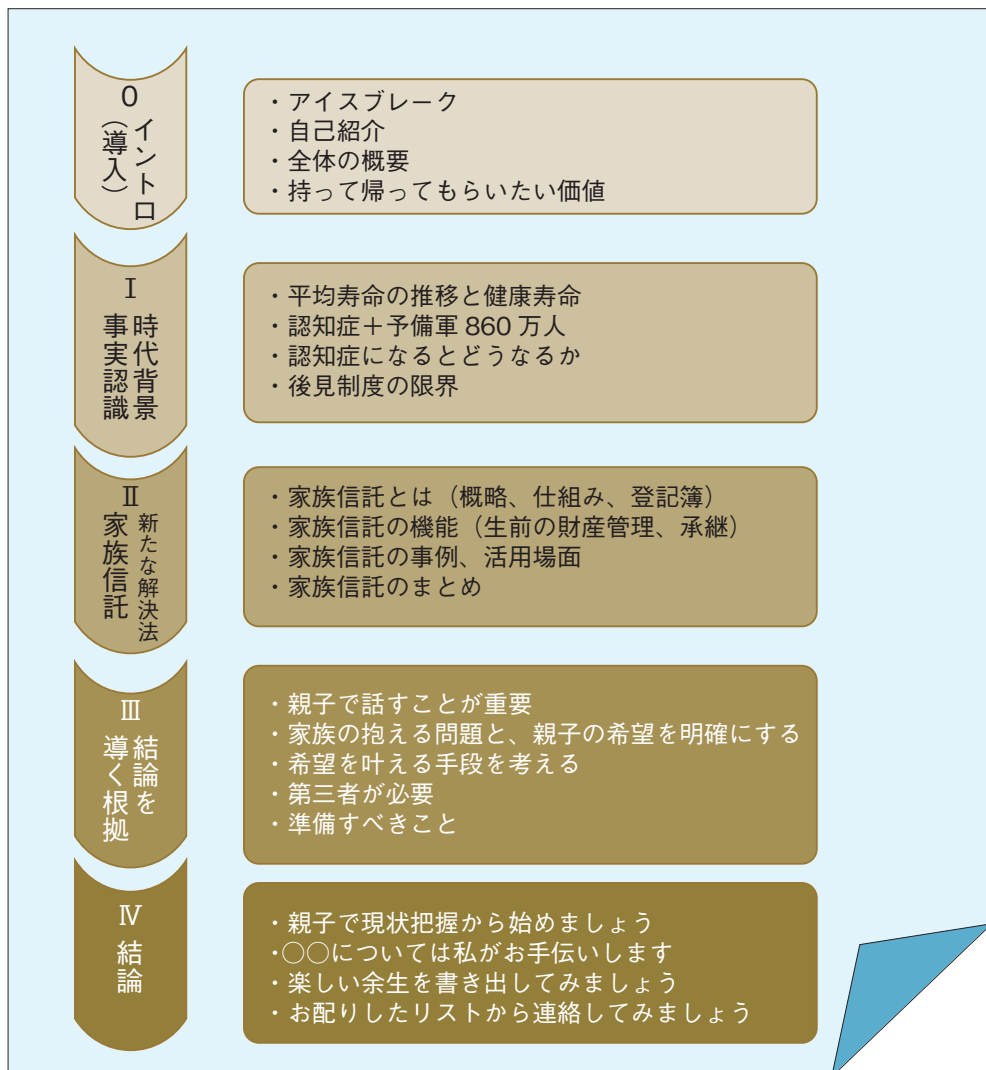 0
イントロ
（導入）
・アイスブレーク
・自己紹介
・全体の概要
・持って帰ってもらいたい価値
Ⅰ
時代背景
事実認識
・平均寿命の推移と健康寿命
・認知症＋予備軍 860 万人
・認知症になるとどうなるか
・後見制度の限界
Ⅱ
新たな解決法
家族信託
・家族信託とは（概略、仕組み、登記簿）
・家族信託の機能（生前の財産管理、承継）
・家族信託の事例、活用場面
・家族信託のまとめ
Ⅲ
結論を
導く根拠
・親子で話すことが重要
・家族の抱える問題と、親子の希望を明確にする
・希望を叶える手段を考える
・第三者が必要
・準備すべきこと
Ⅳ
結論
・親子で現状把握から始めましょう
・○○については私がお手伝いします
・楽しい余生を書き出してみましょう
・お配りしたリストから連絡してみましょう